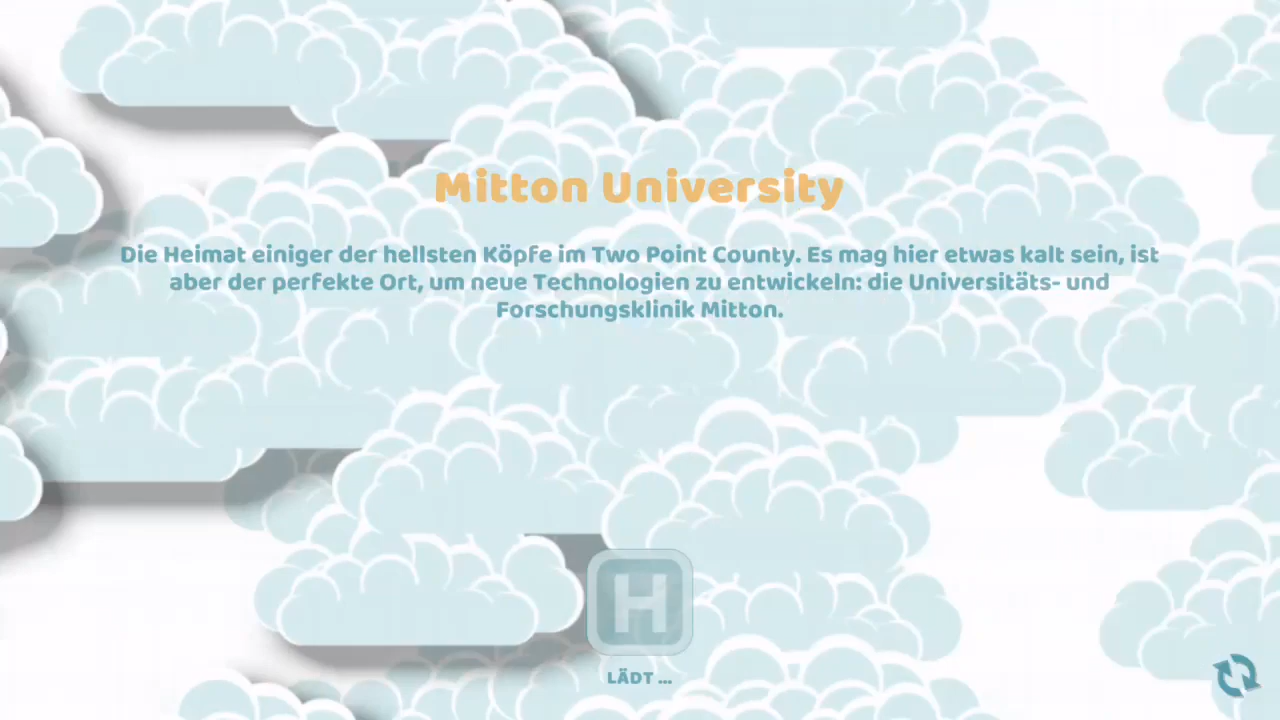 Mitton University
Die Heimat einiger der hellsten Köpfe im Two Point County. Es mag hier etwas kalt sein, ist
aber der perfekte Ort, um neue Technologien zu entwickeln: die Universitäts- und
Forschungsklinik Mitton.
H
LÄDT ...